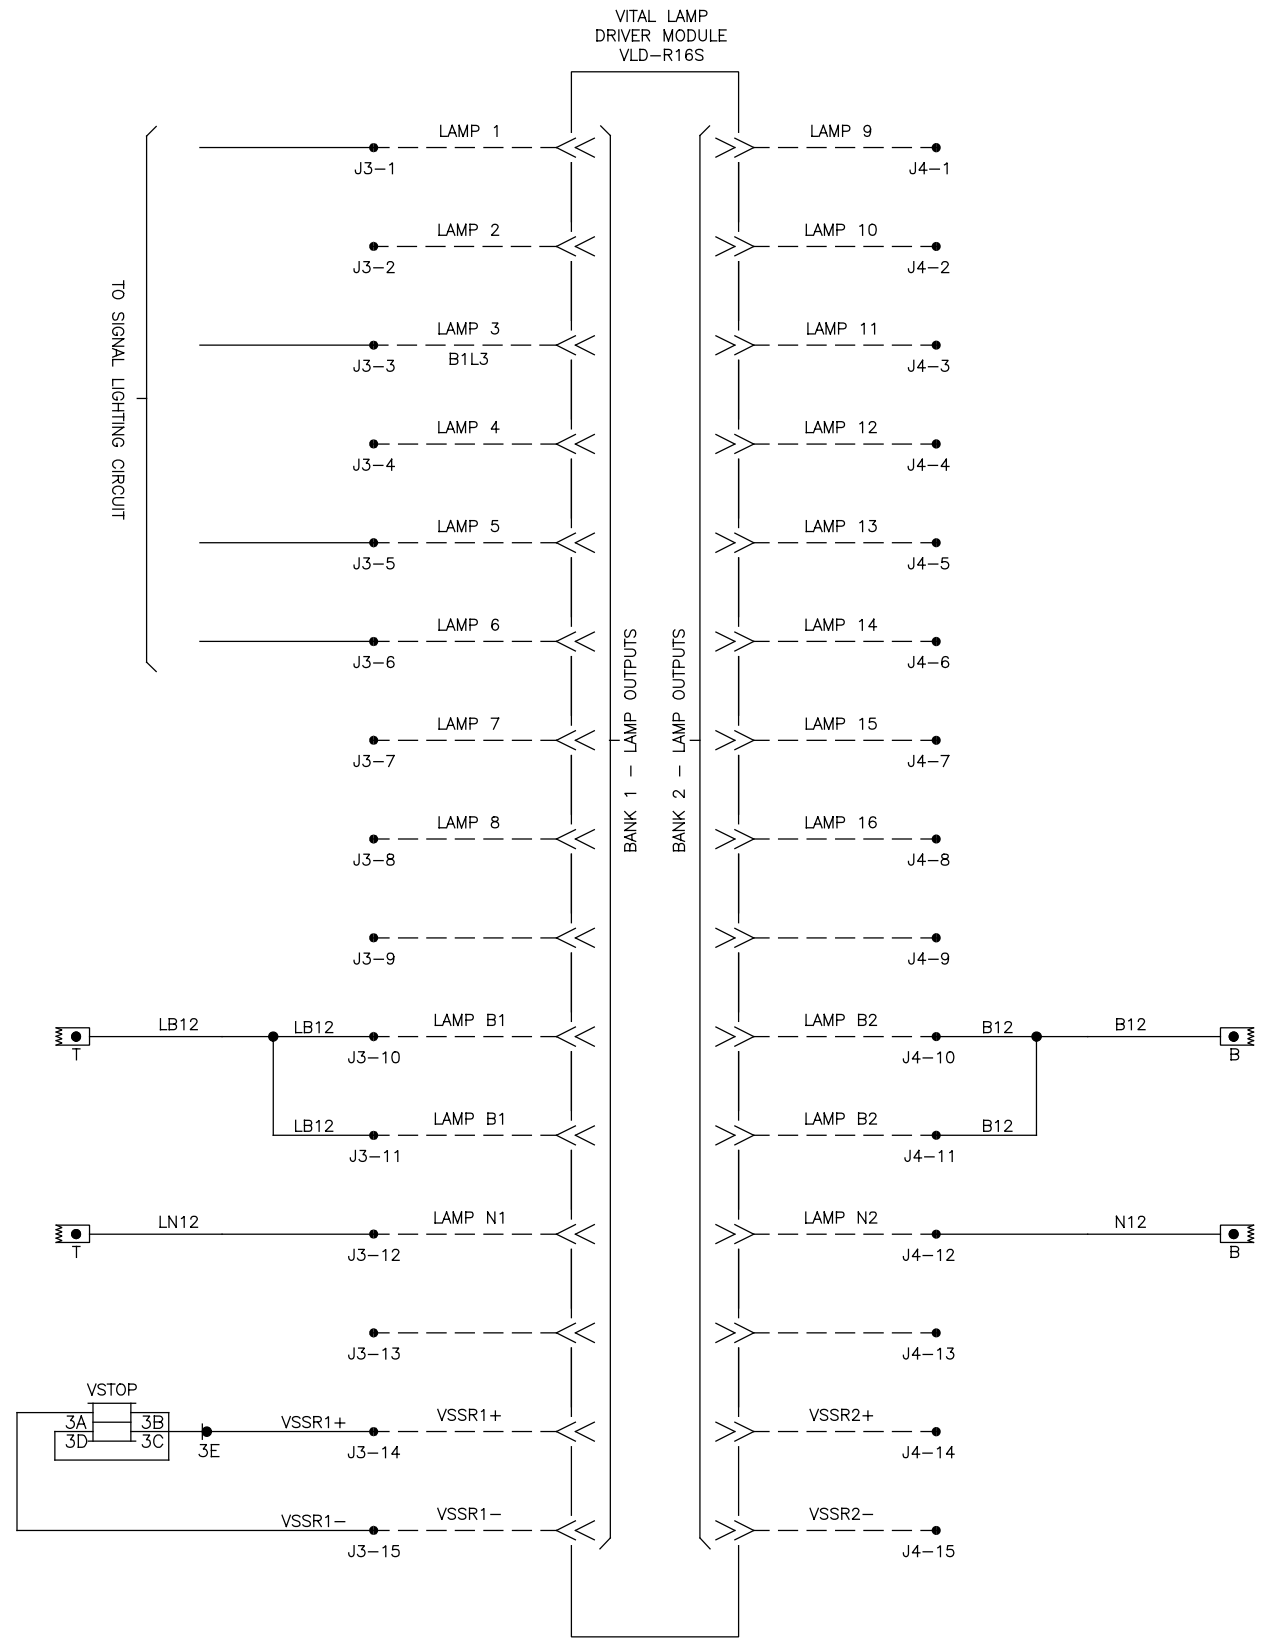 VITAL LAMP
DRIVER MODULE
VLD-R16S
TO SIGNAL LIGHTING CIRCUIT
LAMP 1
J3-1
LAMP 2
J3-2
LAMP 3
J3-3
B1L3
LAMP 4
J3-4
LAMP 5
J3-5
LAMP 6
J3-6
LAMP 7
J3-7
LAMP 8
J3-8
J3-9
LB12
T
LB12
LAMP B1
J3-10
LB12
LAMP B1
J3-11
LN12
T
LAMP N1
J3-12
J3-13
VSTOP
3A
3B
3D
3C
3E
VSSR1+
VSSR1+
J3-14
VSSR1-
VSSR1-
J3-15
BANK 1 - LAMP OUTPUTS
BANK 2 - LAMP OUTPUTS
LAMP 9
J4-1
LAMP 10
J4-2
LAMP 11
J4-3
LAMP 12
J4-4
LAMP 13
J4-5
LAMP 14
J4-6
LAMP 15
J4-7
LAMP 16
J4-8
J4-9
LAMP B2
J4-10
B12
B12
B
LAMP B2
J4-11
B12
LAMP N2
J4-12
N12
B
J4-13
VSSR2+
J4-14
VSSR2-
J4-15